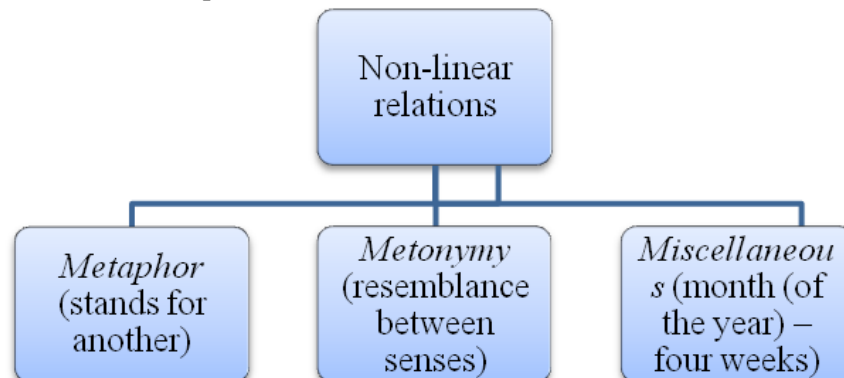 Non-linear
relations
Metaphor
(stands for
another)
Metonymy
(resemblance
between
senses)
Miscellaneou
s (month (of
the year) –
four weeks)